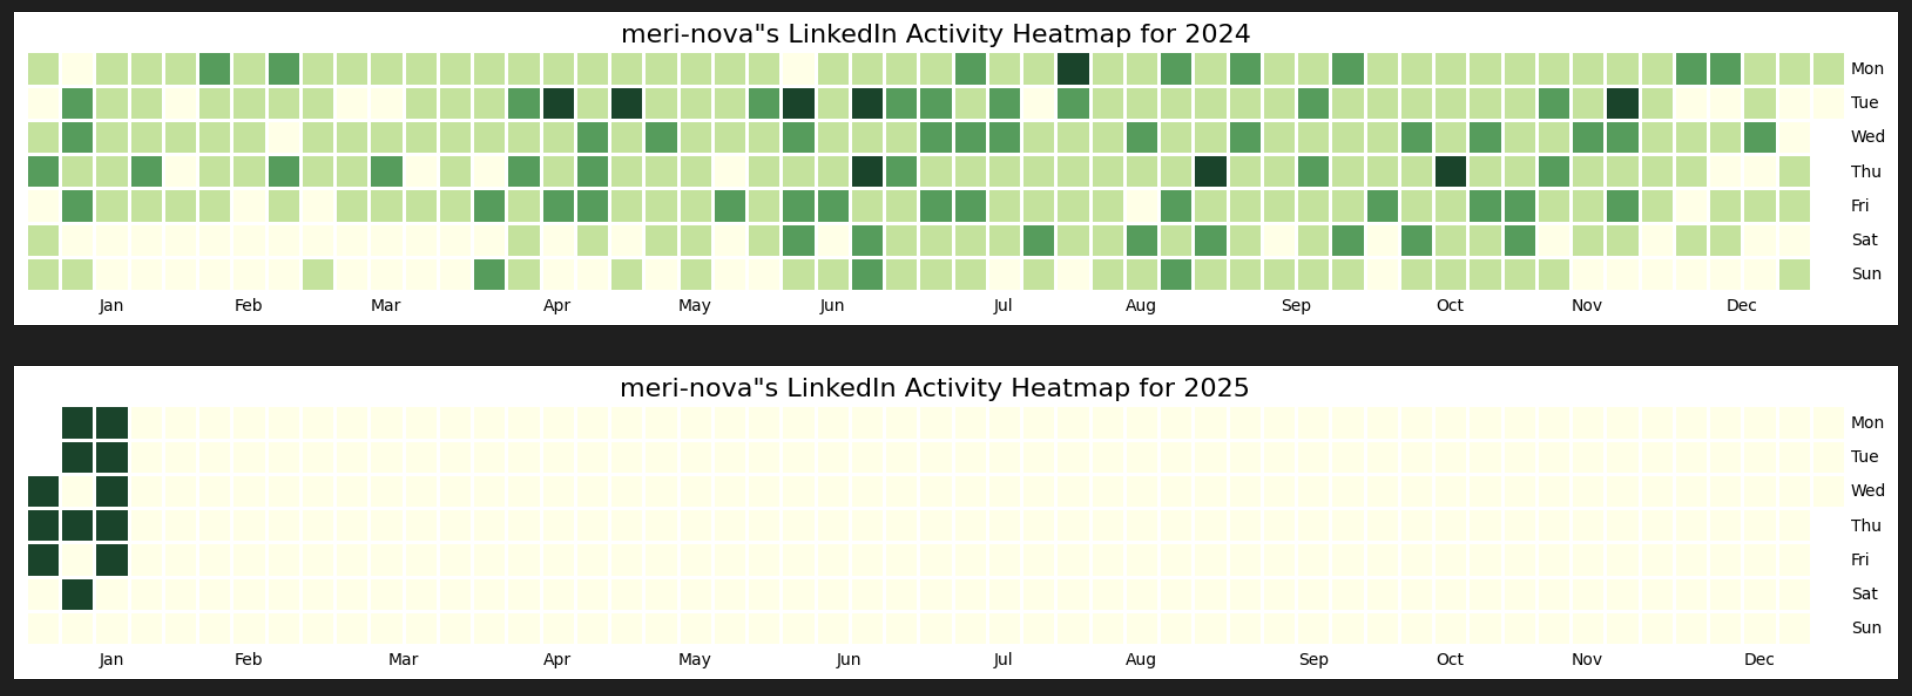 meri-nova"s LinkedIn Activity Heatmap for 2024
Mon
Tue
Wed
Thu
Fri
Sat
Sun
Jan Feb Mar Apr May Jun Jul Aug Sep Oct Nov Dec
meri-nova"s LinkedIn Activity Heatmap for 2025
Mon
Tue
Wed
Thu
Fri
Sat
Sun
Jan Feb Mar Apr May Jun Jul Aug Sep Oct Nov Dec